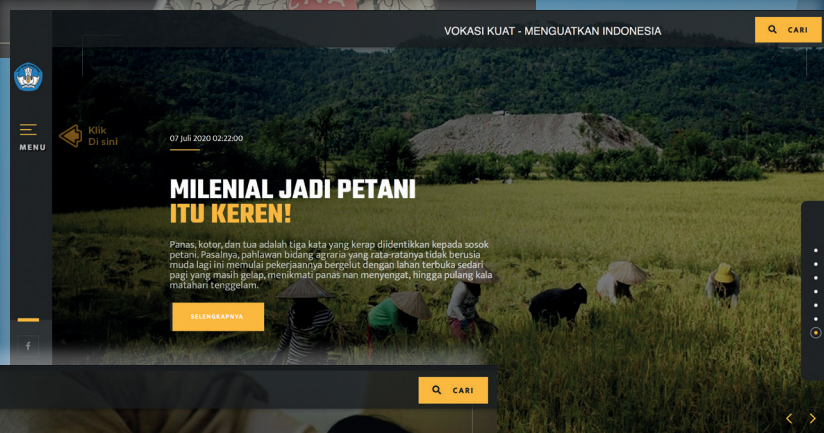 VOKASI KUAT - MENGUATKAN INDONESIA
CARI
MENU
Klik
Di sini
07 Juli 2020 02:22:00
MILENIAL JADI PETANI
ITU KEREN!
Panas, kotor, dan tua adalah tiga kata yang kerap diidentikkan kepada sosok
petani. Pasalnya, pahlawan bidang agraria yang rata-ratanya tidak berusia
muda lagi ini memulai pekerjaannya bergelut dengan lahan terbuka sedari
pagi yang masih gelap, menikmati panas nan menyengat, hingga pulang kala
matahari tenggelam.
SELENGKAPNYA
f
CARI